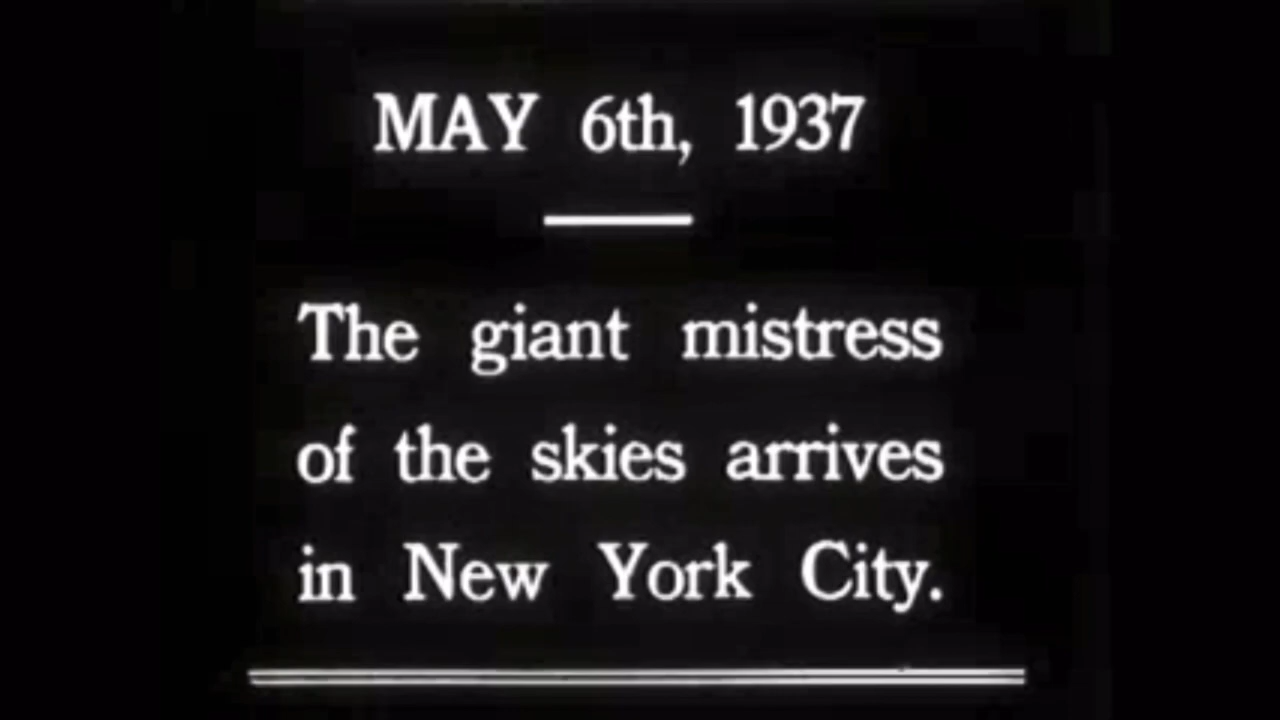 MAY 6th, 1937
The giant mistress
of the skies arrives
in New York City.